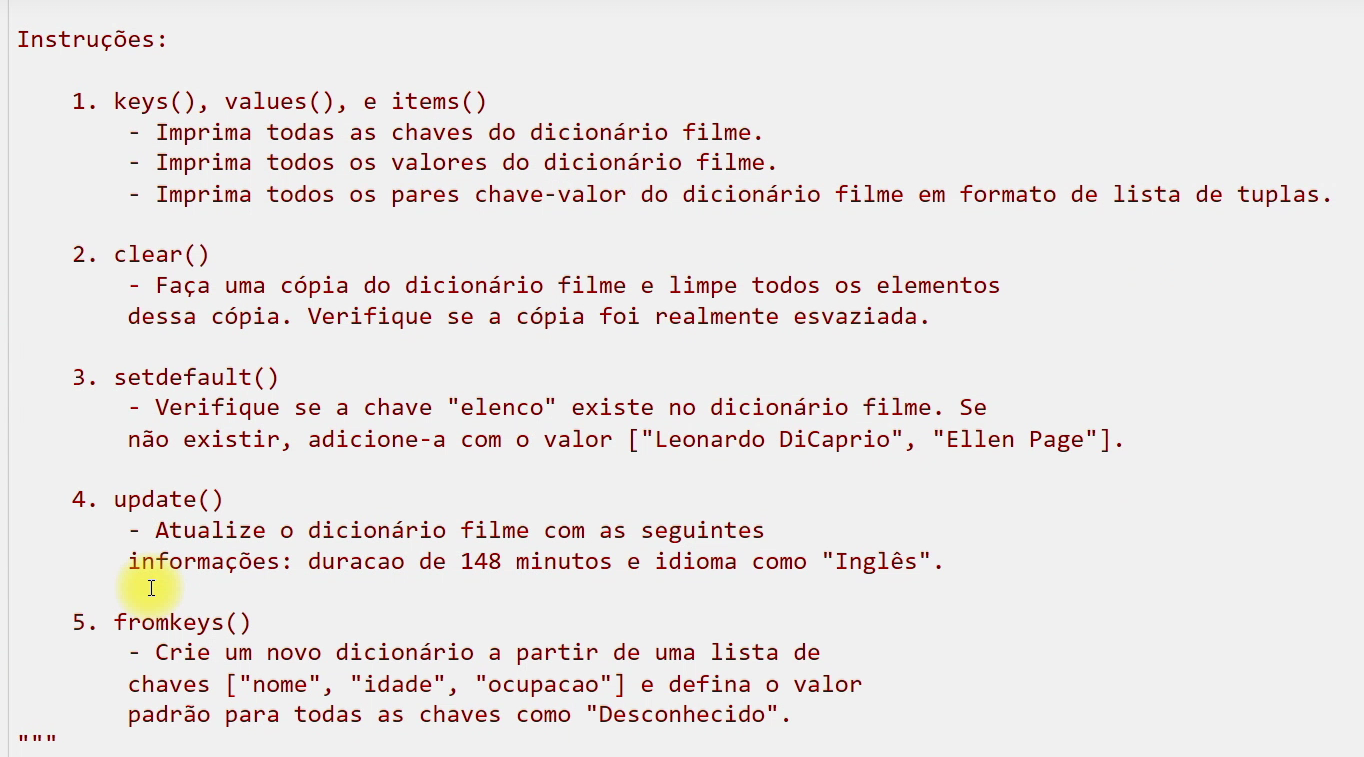 Instruções:
1. keys(), values(), e items()
- Imprima todas as chaves do dicionário filme.
- Imprima todos os valores do dicionário filme.
- Imprima todos os pares chave-valor do dicionário filme em formato de lista de tuplas.
2. clear()
- Faça uma cópia do dicionário filme e limpe todos os elementos
dessa cópia. Verifique se a cópia foi realmente esvaziada.
3. setdefault()
- Verifique se a chave "elenco" existe no dicionário filme. Se
não existir, adicione-a com o valor ["Leonardo DiCaprio", "Ellen Page"].
4. update()
- Atualize o dicionário filme com as seguintes
informações: duracao de 148 minutos e idioma como "Inglês".
5. fromkeys()
- Crie um novo dicionário a partir de uma lista de
chaves ["nome", "idade", "ocupacao"] e defina o valor
padrão para todas as chaves como "Desconhecido".
"""